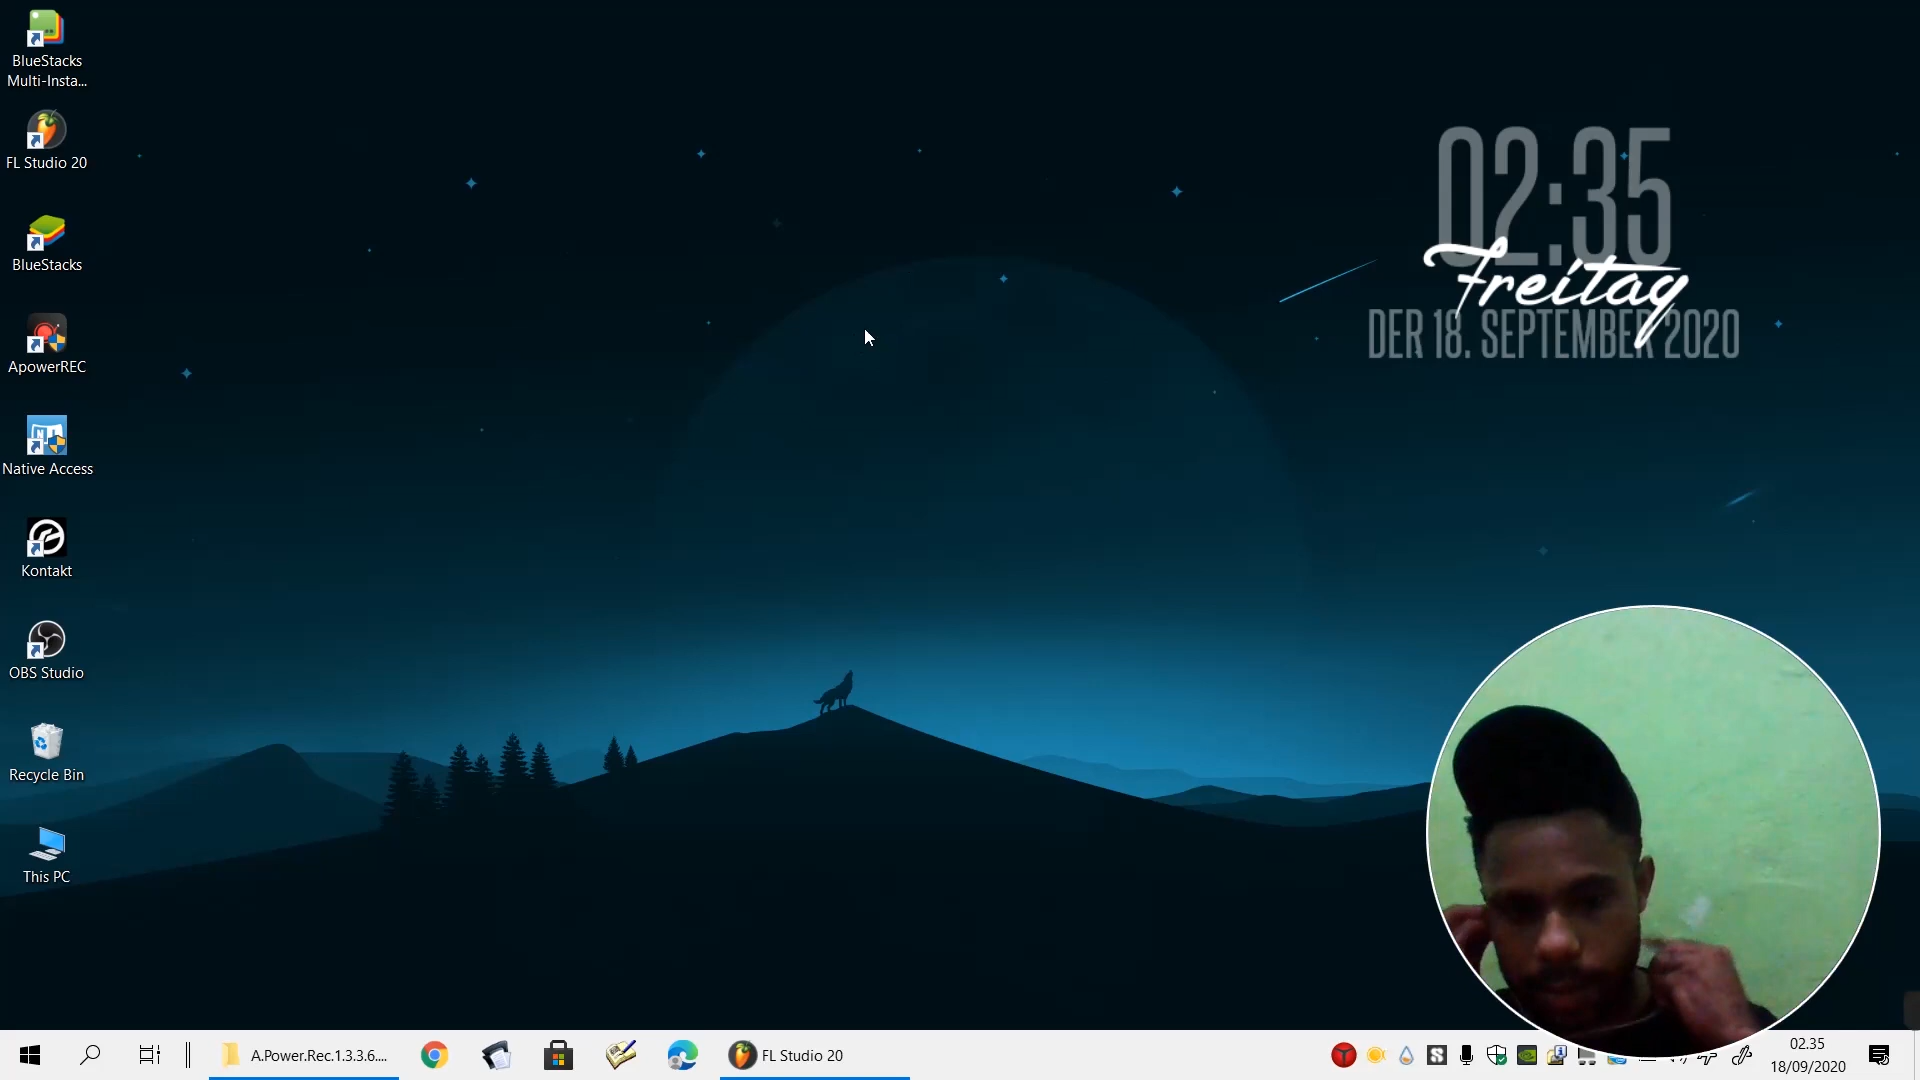 BlueStacks
Multi-Insta...
FL Studio 20
BlueStacks
ApowerREC
Native Access
Kontakt
OBS Studio
Recycle Bin
This PC
02:35
Freitag
DER 18. SEPTEMBER 2020
A.Power.Rec.1.3.3.6....
FL Studio 20
02.35
18/09/2020